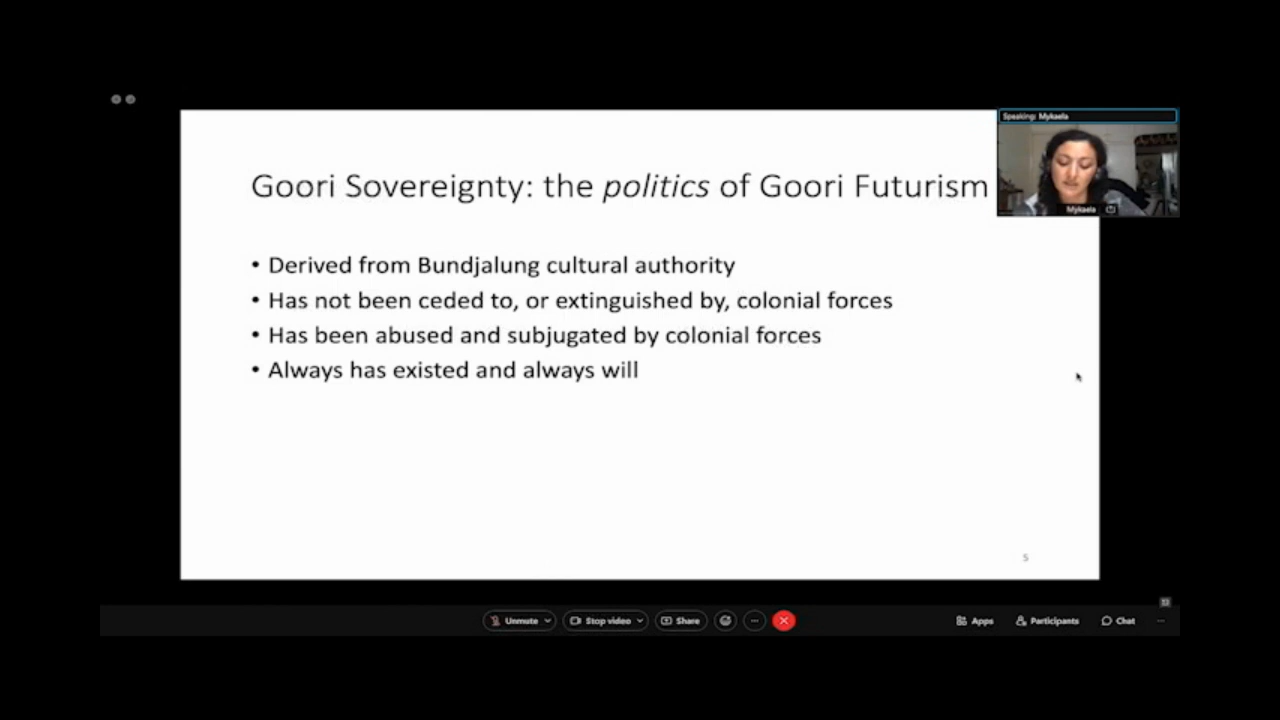 Speaking: Mykaela
Goori Sovereignty: the politics of Goori Futurism
Mykaela
• Derived from Bundjalung cultural authority
• Has not been ceded to, or extinguished by, colonial forces
• Has been abused and subjugated by colonial forces
• Always has existed and always will
5
Unmute
Stop video
Share
Apps
Participants
Chat